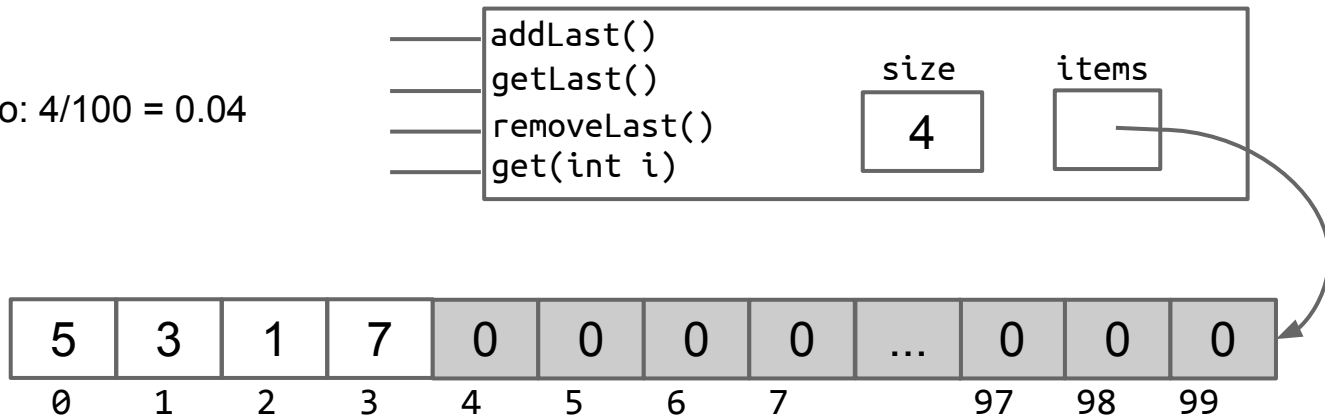 addLast()
getLast()
removeLast()
get(int i)
size
items
4
o: 4/100 = 0.04
5 3 1 7 0 0 0 0 ... 0 0 0
0 1 2 3 4 5 6 7 97 98 99